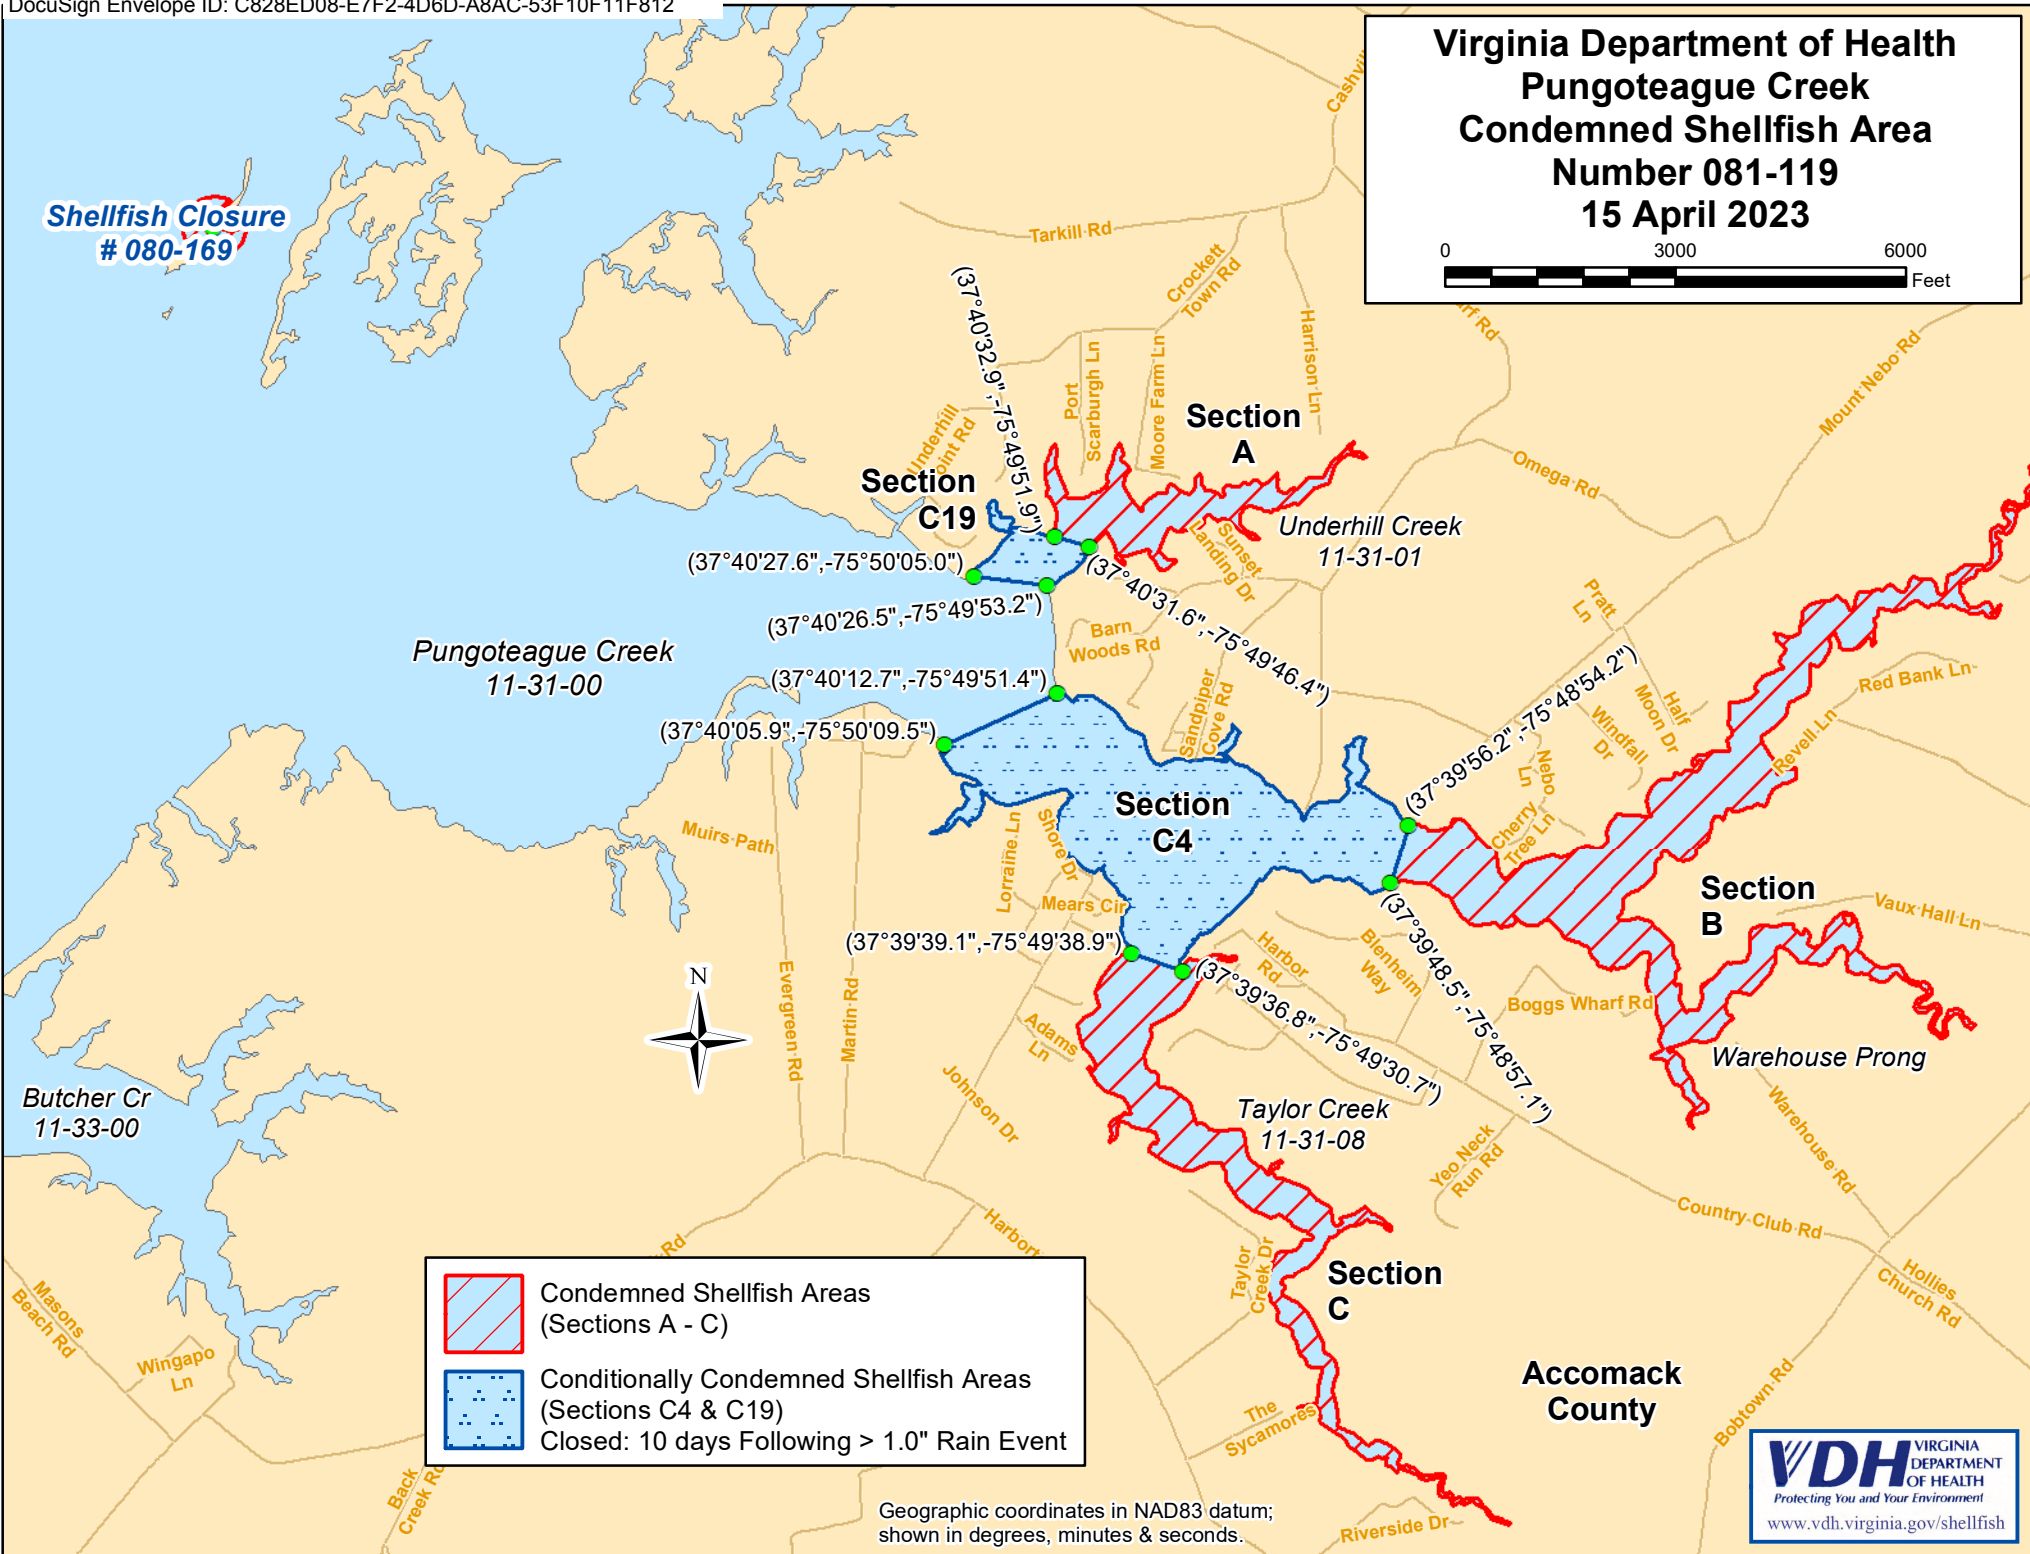 DocuSign Envelope ID: C828ED08-E7F2-4D6D-A8AC-53F10F11F812
Virginia Department of Health
Pungoteague Creek
Condemned Shellfish Area
Number 081-119
15 April 2023
0 3000 6000
Feet
Shellfish Closure
# 080-169
Tarkill Rd
Crockett
Town Rd
Harrison Ln
Port
Scarburgh Ln
Moore Farm Ln
Underhill
Mount Nebo Rd
Omega Rd
Section
A
Section
C19
(37°40'32.9",-75°49'51.9")
Underhill Creek
11-31-01
Sunset
Landing Dr
(37°40'27.6",-75°50'05.0")
(37°40'26.5",-75°49'53.2")
(37°40'31.6",-75°49'46.4")
Barn
Woods Rd
Pratt
Ln
Pungoteague Creek
11-31-00
(37°40'12.7",-75°49'51.4")
(37°40'05.9",-75°50'09.5")
Sandpiper
Cove Rd
(37°39'56.2",-75°48'54.2")
Half
Moon Dr
Windfall
Dr
Red Bank Ln
Revell Ln
Nebo
Ln
Cherry
Tree Ln
Section
C4
Muirs Path
Lorraine Ln
Shore Dr
Mears Cir
Section
B
Vaux Hall Ln
(37°39'39.1",-75°49'38.9")
(37°39'36.8",-75°49'30.7")
(37°39'48.5",-75°48'57.1")
Harbor
Rd
Blenheim
Way
Boggs Wharf Rd
Evergreen Rd
Martin Rd
N
Adams
Ln
Johnson Dr
Warehouse Prong
Warehouse Rd
Butcher Cr
11-33-00
Taylor Creek
11-31-08
Yeo Neck
Run Rd
Country Club Rd
Hollies
Church Rd
Taylor
Creek Dr
Section
C
Masons
Beach Rd
Wingapo
Ln
Rd
Condemned Shellfish Areas
(Sections A - C)
Conditionally Condemned Shellfish Areas
(Sections C4 & C19)
Closed: 10 days Following > 1.0" Rain Event
Accomack
County
Bobtown Rd
The
Sycamores
Back
Creek Rd
Riverside Dr
Geographic coordinates in NAD83 datum;
shown in degrees, minutes & seconds.
VDH VIRGINIA
DEPARTMENT
OF HEALTH
Protecting You and Your Environment
www.vdh.virginia.gov/shellfish